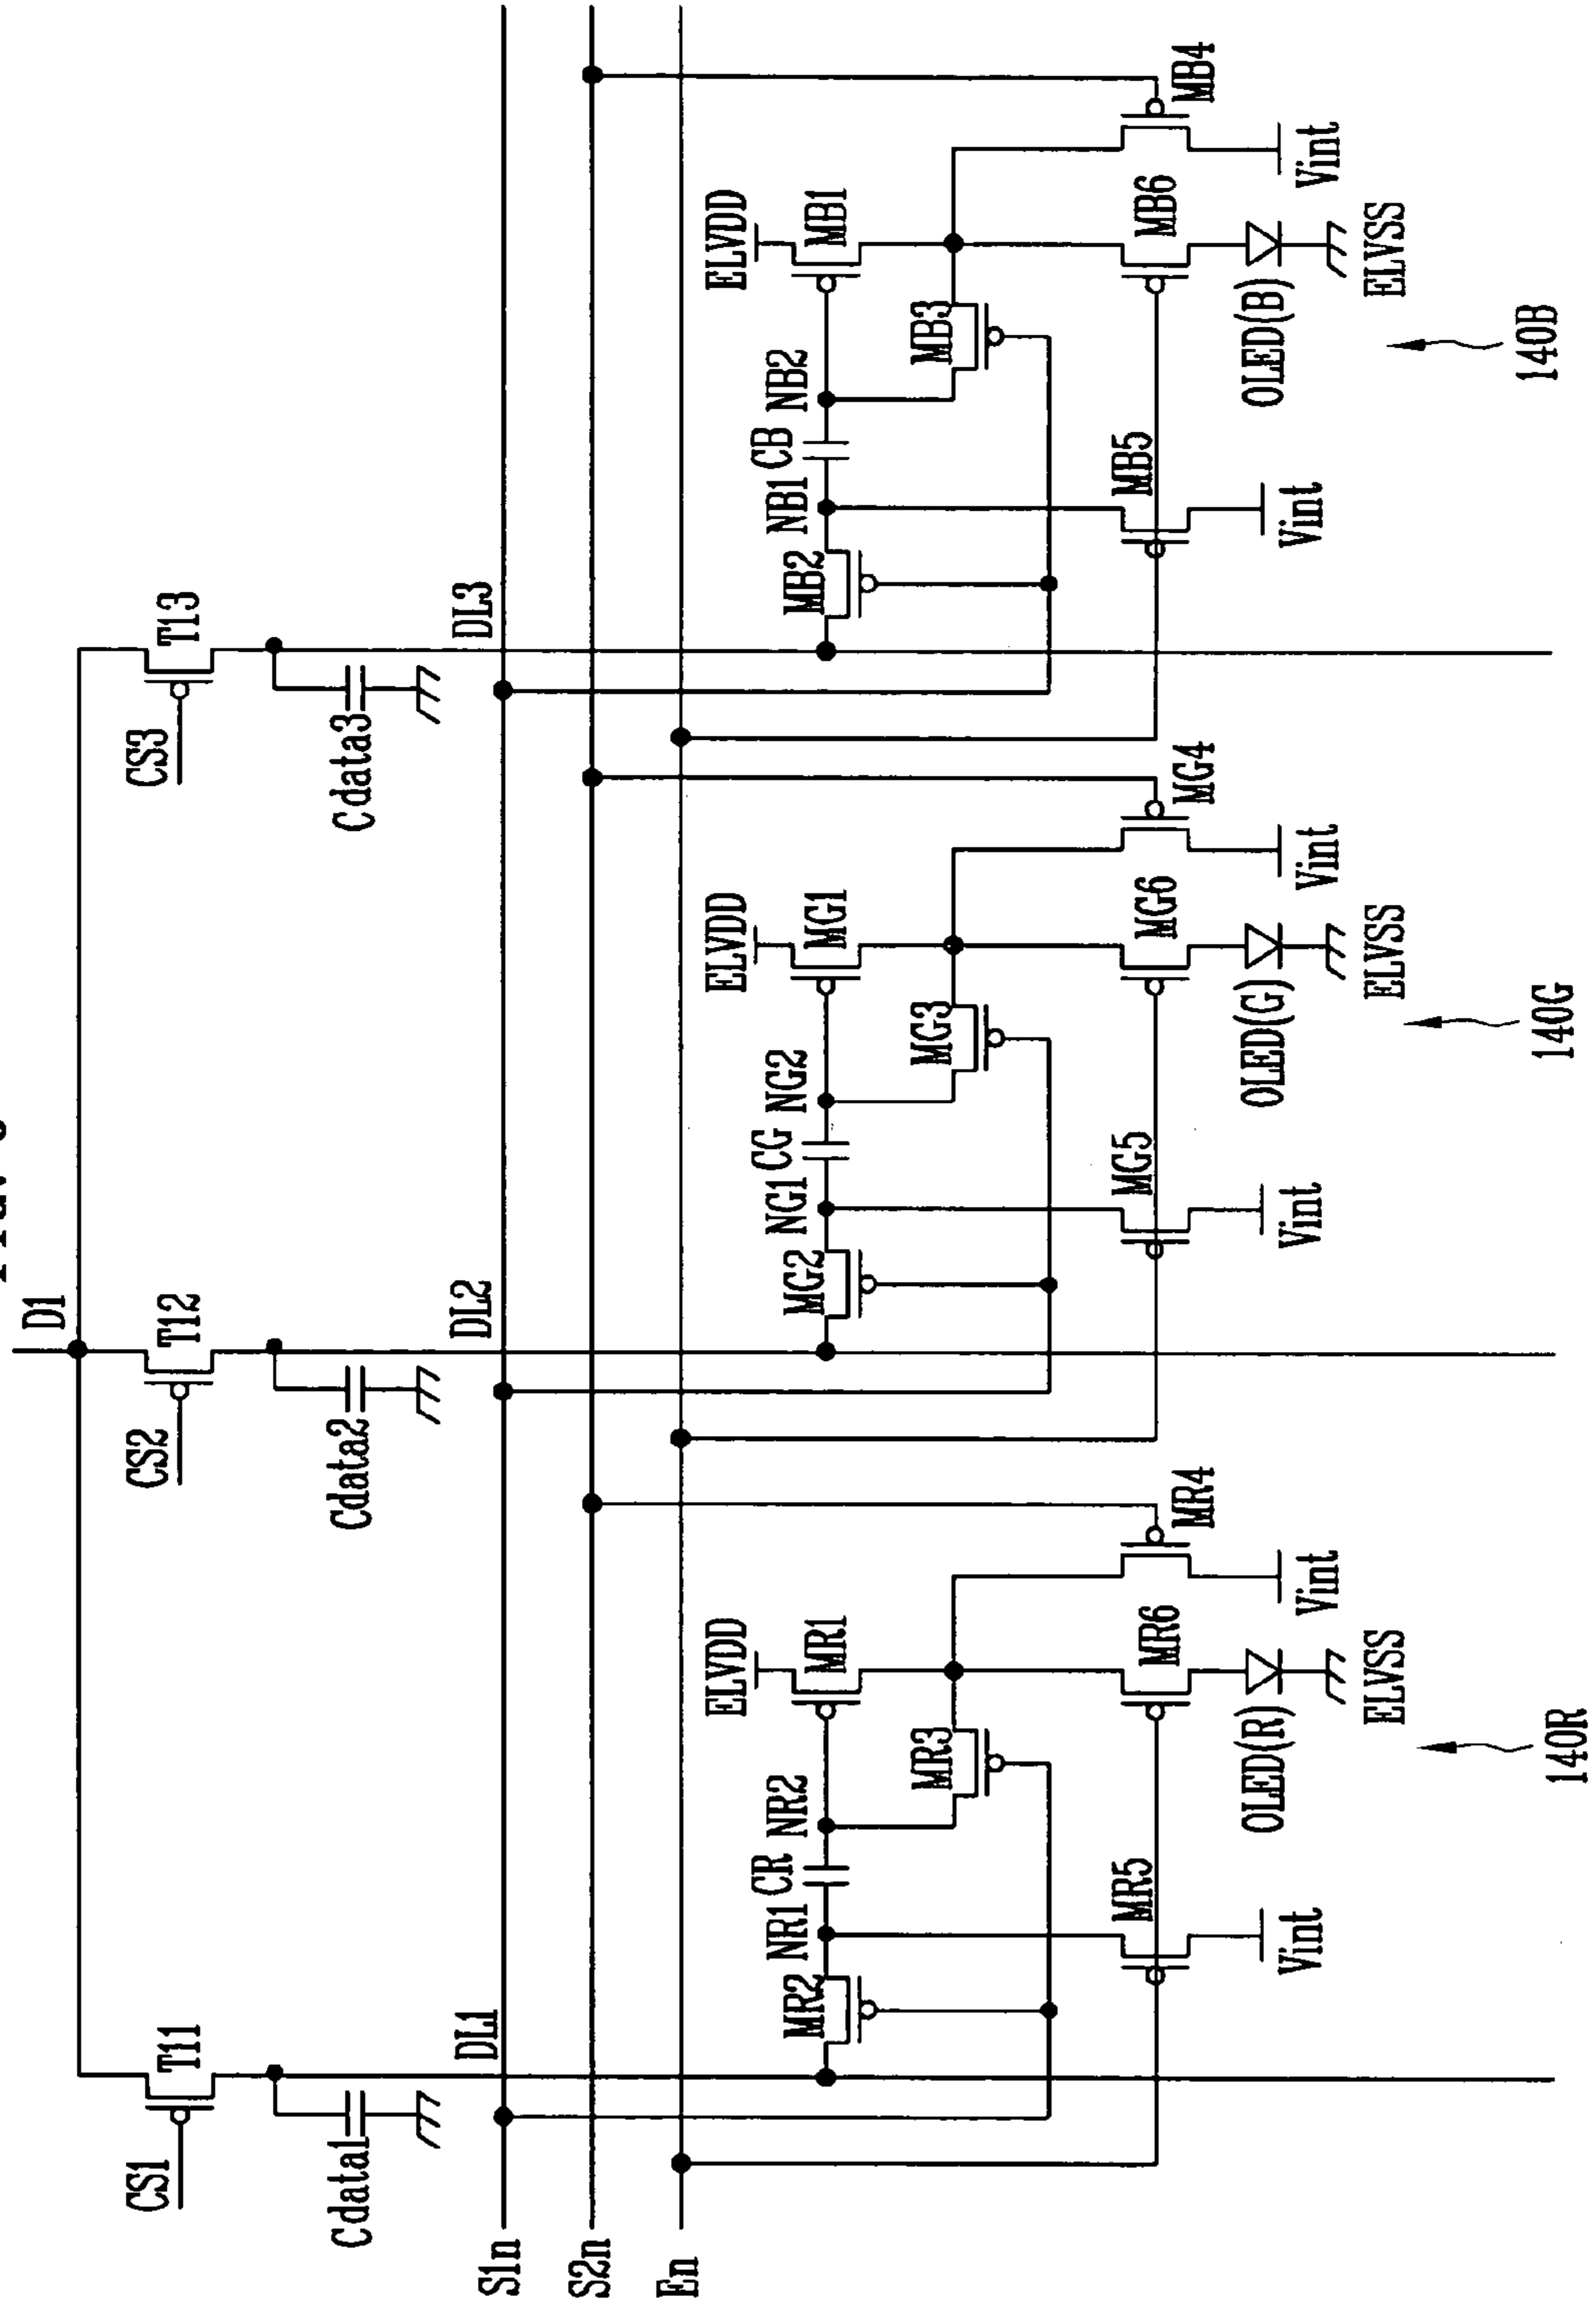 D1
CS1
T11
CS2
T12
CS3
T13
Cdata1
Cdata2
Cdata3
DL1
DL2
DL3
S1n
S2n
En
ELVDD
ELVDD
ELVDD
MR2
NR1
CR
NR2
MR1
MG2
NG1
CG
NG2
MG1
MB2
NB1
CB
NB2
MB1
MR3
MG3
MB3
MR5
MR6
MR4
MG5
MG6
MG4
MB5
MB6
MB4
Vint
OLED(R)
Vint
Vint
OLED(G)
Vint
Vint
OLED(B)
Vint
ELVSS
ELVSS
ELVSS
140R
140G
140B